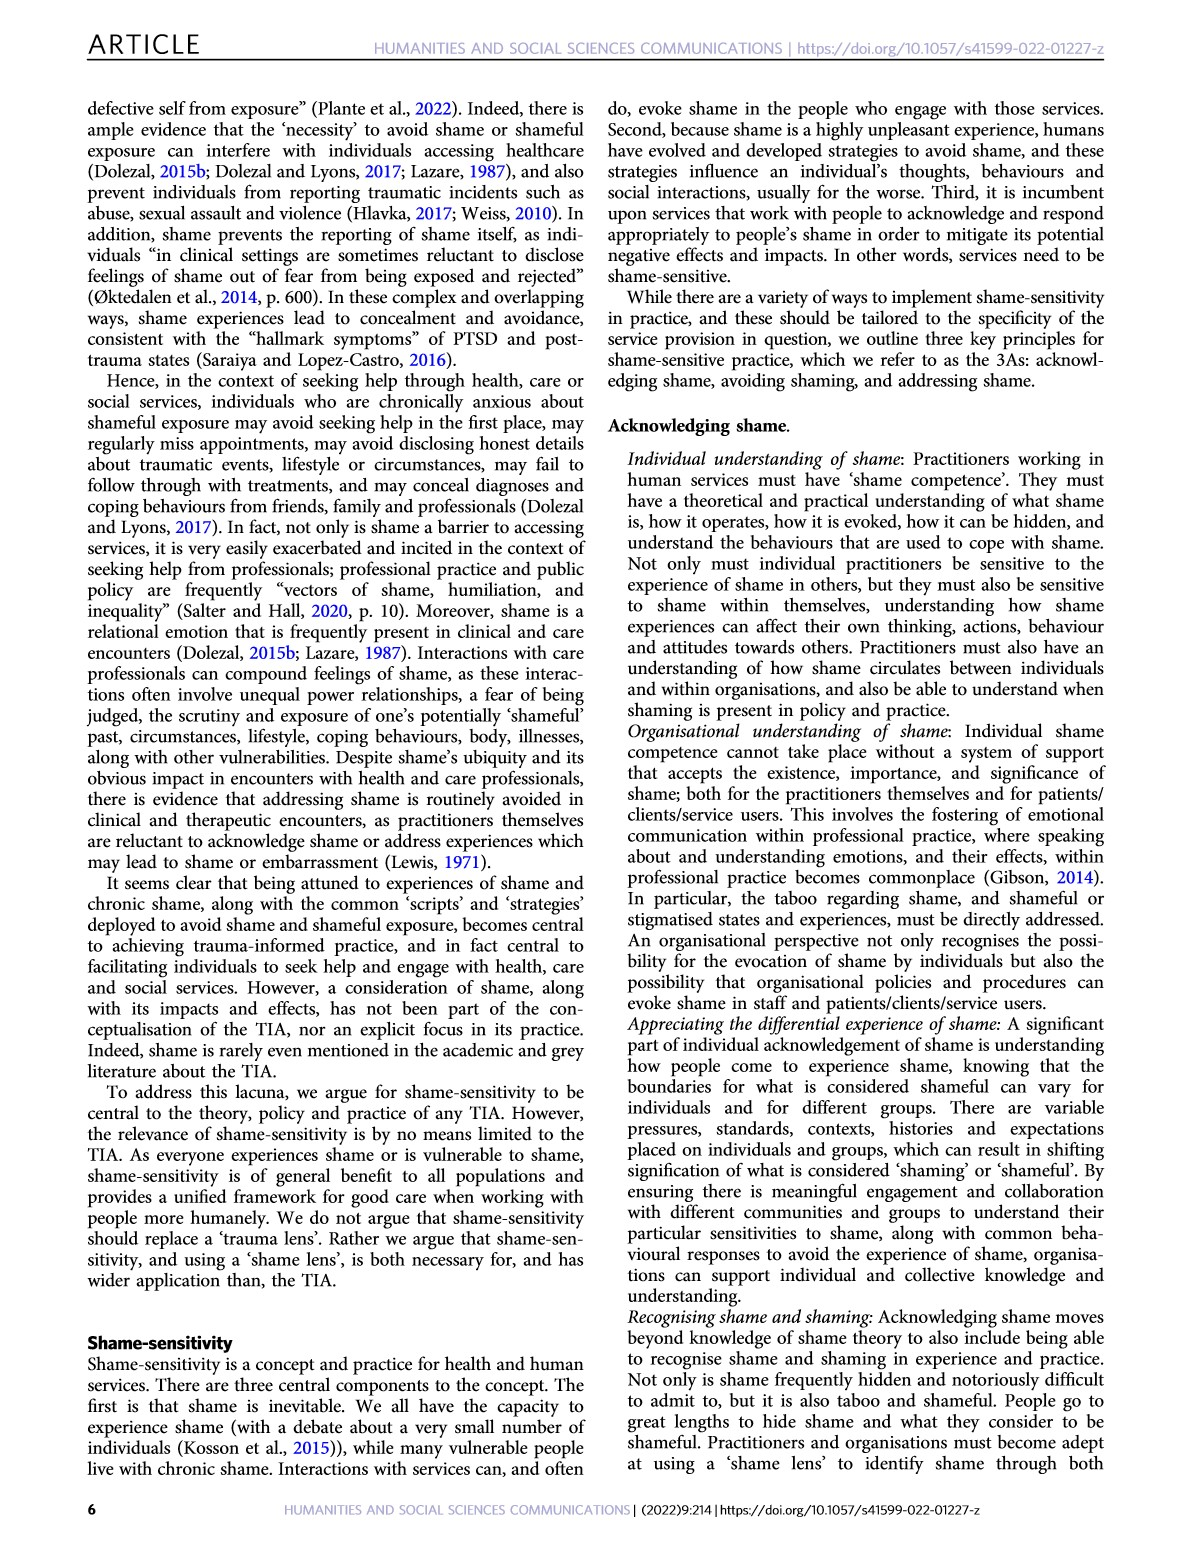 ARTICLE
HUMANITIES AND SOCIAL SCIENCES COMMUNICATIONS | https://doi.org/10.1057/s41599-022-01227-z
defective self from exposure” (Plante et al., 2022). Indeed, there is
ample evidence that the ‘necessity’ to avoid shame or shameful
exposure can interfere with individuals accessing healthcare
(Dolezal, 2015b; Dolezal and Lyons, 2017; Lazare, 1987), and also
prevent individuals from reporting traumatic incidents such as
abuse, sexual assault and violence (Hlavka, 2017; Weiss, 2010). In
addition, shame prevents the reporting of shame itself, as indi-
viduals “in clinical settings are sometimes reluctant to disclose
feelings of shame out of fear from being exposed and rejected”
(Øktedalen et al., 2014, p. 600). In these complex and overlapping
ways, shame experiences lead to concealment and avoidance,
consistent with the “hallmark symptoms” of PTSD and post-
trauma states (Saraiya and Lopez-Castro, 2016).
Hence, in the context of seeking help through health, care or
social services, individuals who are chronically anxious about
shameful exposure may avoid seeking help in the first place, may
regularly miss appointments, may avoid disclosing honest details
about traumatic events, lifestyle or circumstances, may fail to
follow through with treatments, and may conceal diagnoses and
coping behaviours from friends, family and professionals (Dolezal
and Lyons, 2017). In fact, not only is shame a barrier to accessing
services, it is very easily exacerbated and incited in the context of
seeking help from professionals; professional practice and public
policy are frequently “vectors of shame, humiliation, and
inequality” (Salter and Hall, 2020, p. 10). Moreover, shame is a
relational emotion that is frequently present in clinical and care
encounters (Dolezal, 2015b; Lazare, 1987). Interactions with care
professionals can compound feelings of shame, as these interac-
tions often involve unequal power relationships, a fear of being
judged, the scrutiny and exposure of one’s potentially ‘shameful’
past, circumstances, lifestyle, coping behaviours, body, illnesses,
along with other vulnerabilities. Despite shame’s ubiquity and its
obvious impact in encounters with health and care professionals,
there is evidence that addressing shame is routinely avoided in
clinical and therapeutic encounters, as practitioners themselves
are reluctant to acknowledge shame or address experiences which
may lead to shame or embarrassment (Lewis, 1971).
It seems clear that being attuned to experiences of shame and
chronic shame, along with the common ‘scripts’ and ‘strategies’
deployed to avoid shame and shameful exposure, becomes central
to achieving trauma-informed practice, and in fact central to
facilitating individuals to seek help and engage with health, care
and social services. However, a consideration of shame, along
with its impacts and effects, has not been part of the con-
ceptualisation of the TIA, nor an explicit focus in its practice.
Indeed, shame is rarely even mentioned in the academic and grey
literature about the TIA.
To address this lacuna, we argue for shame-sensitivity to be
central to the theory, policy and practice of any TIA. However,
the relevance of shame-sensitivity is by no means limited to the
TIA. As everyone experiences shame or is vulnerable to shame,
shame-sensitivity is of general benefit to all populations and
provides a unified framework for good care when working with
people more humanely. We do not argue that shame-sensitivity
should replace a ‘trauma lens’. Rather we argue that shame-sen-
sitivity, and using a ‘shame lens’, is both necessary for, and has
wider application than, the TIA.
Shame-sensitivity
Shame-sensitivity is a concept and practice for health and human
services. There are three central components to the concept. The
first is that shame is inevitable. We all have the capacity to
experience shame (with a debate about a very small number of
individuals (Kosson et al., 2015)), while many vulnerable people
live with chronic shame. Interactions with services can, and often
do, evoke shame in the people who engage with those services.
Second, because shame is a highly unpleasant experience, humans
have evolved and developed strategies to avoid shame, and these
strategies influence an individual’s thoughts, behaviours and
social interactions, usually for the worse. Third, it is incumbent
upon services that work with people to acknowledge and respond
appropriately to people’s shame in order to mitigate its potential
negative effects and impacts. In other words, services need to be
shame-sensitive.
While there are a variety of ways to implement shame-sensitivity
in practice, and these should be tailored to the specificity of the
service provision in question, we outline three key principles for
shame-sensitive practice, which we refer to as the 3As: acknowl-
edging shame, avoiding shaming, and addressing shame.
Acknowledging shame.
Individual understanding of shame: Practitioners working in
human services must have ‘shame competence’. They must
have a theoretical and practical understanding of what shame
is, how it operates, how it is evoked, how it can be hidden, and
understand the behaviours that are used to cope with shame.
Not only must individual practitioners be sensitive to the
experience of shame in others, but they must also be sensitive
to shame within themselves, understanding how shame
experiences can affect their own thinking, actions, behaviour
and attitudes towards others. Practitioners must also have an
understanding of how shame circulates between individuals
and within organisations, and also be able to understand when
shaming is present in policy and practice.
Organisational understanding of shame: Individual shame
competence cannot take place without a system of support
that accepts the existence, importance, and significance of
shame; both for the practitioners themselves and for patients/
clients/service users. This involves the fostering of emotional
communication within professional practice, where speaking
about and understanding emotions, and their effects, within
professional practice becomes commonplace (Gibson, 2014).
In particular, the taboo regarding shame, and shameful or
stigmatised states and experiences, must be directly addressed.
An organisational perspective not only recognises the possi-
bility for the evocation of shame by individuals but also the
possibility that organisational policies and procedures can
evoke shame in staff and patients/clients/service users.
Appreciating the differential experience of shame: A significant
part of individual acknowledgement of shame is understanding
how people come to experience shame, knowing that the
boundaries for what is considered shameful can vary for
individuals and for different groups. There are variable
pressures, standards, contexts, histories and expectations
placed on individuals and groups, which can result in shifting
signification of what is considered ‘shaming’ or ‘shameful’. By
ensuring there is meaningful engagement and collaboration
with different communities and groups to understand their
particular sensitivities to shame, along with common beha-
vioural responses to avoid the experience of shame, organisa-
tions can support individual and collective knowledge and
understanding.
Recognising shame and shaming: Acknowledging shame moves
beyond knowledge of shame theory to also include being able
to recognise shame and shaming in experience and practice.
Not only is shame frequently hidden and notoriously difficult
to admit to, but it is also taboo and shameful. People go to
great lengths to hide shame and what they consider to be
shameful. Practitioners and organisations must become adept
at using a ‘shame lens’ to identify shame through both
6
HUMANITIES AND SOCIAL SCIENCES COMMUNICATIONS | (2022)9:214 | https://doi.org/10.1057/s41599-022-01227-z